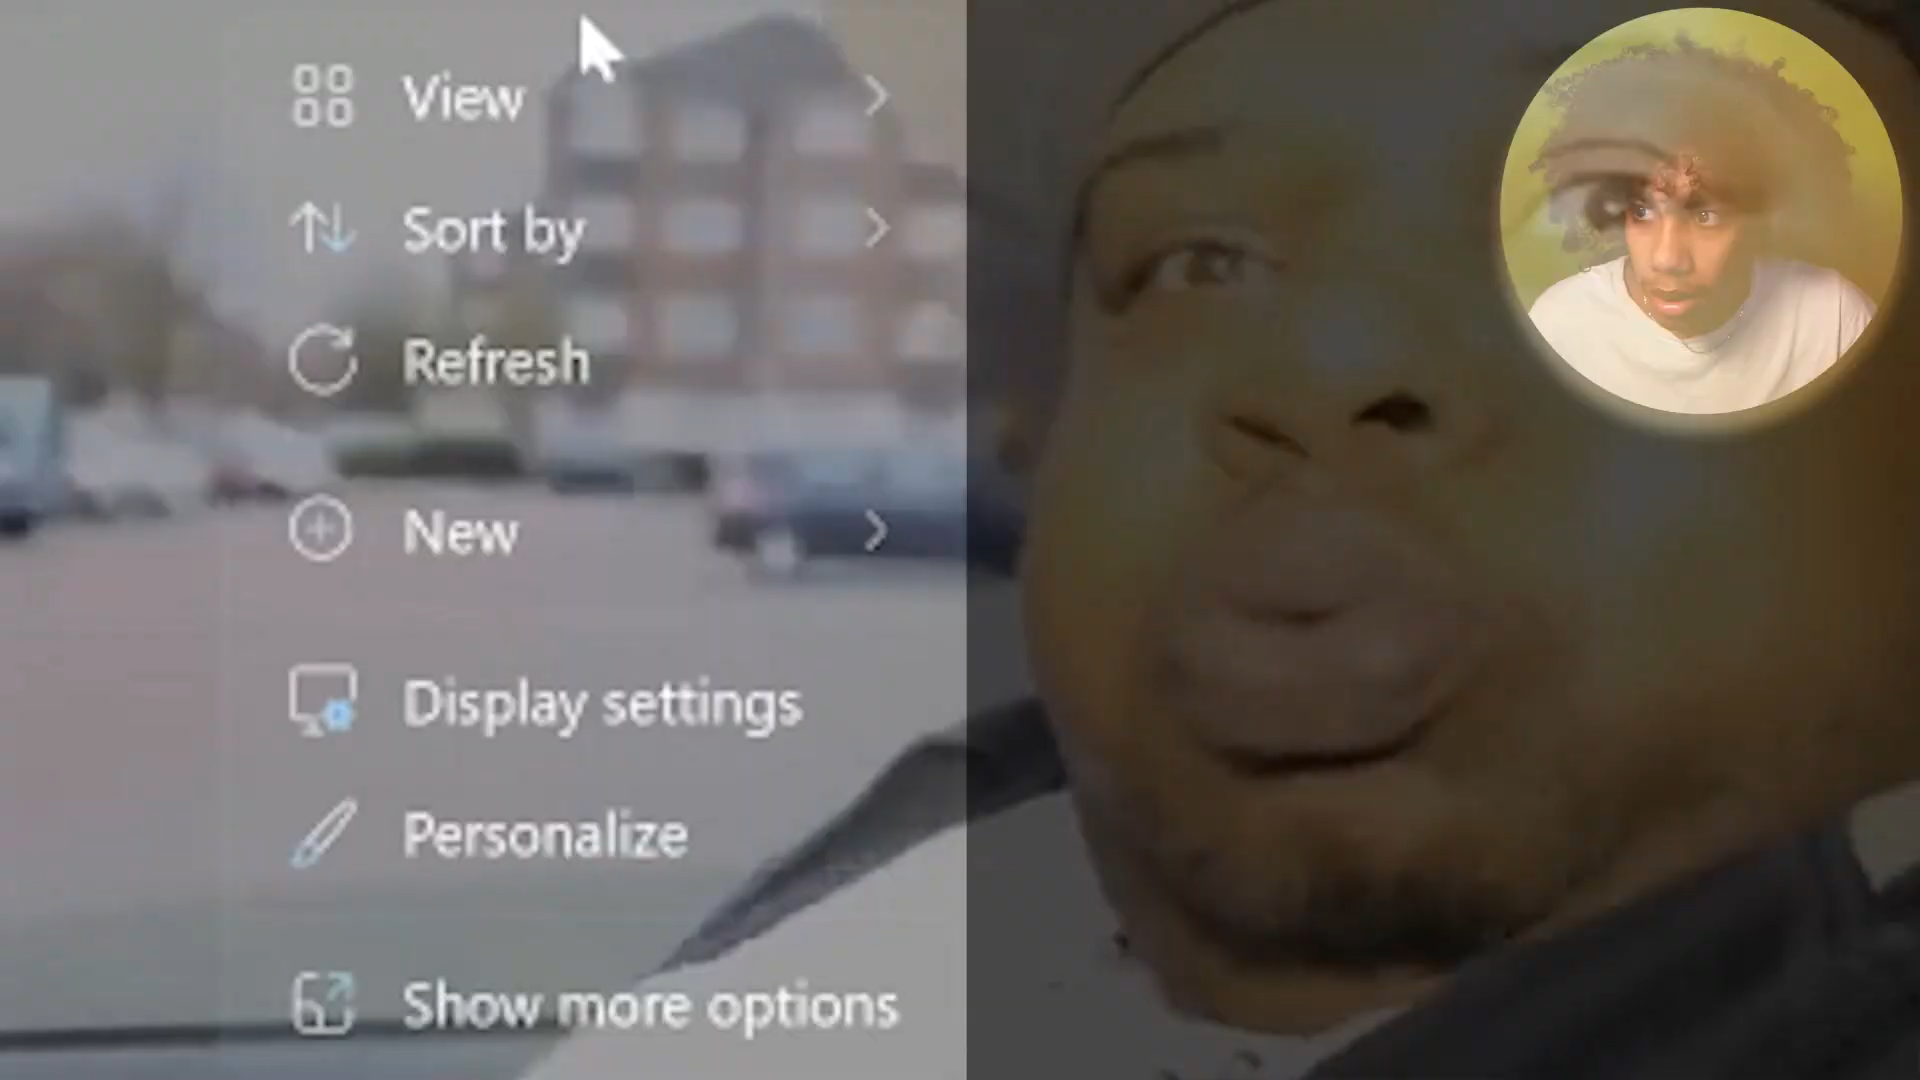 View
Sort by
Refresh
New
Display settings
Personalize
Show more options